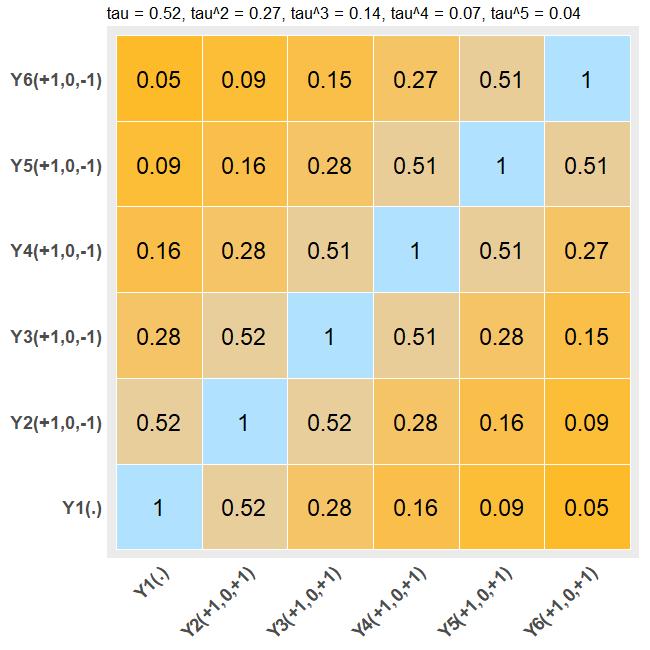 tau = 0.52, tau^2 = 0.27, tau^3 = 0.14, tau^4 = 0.07, tau^5 = 0.04
Y6(+1,0,-1) 0.05 0.09 0.15 0.27 0.51 1
Y5(+1,0,-1) 0.09 0.16 0.28 0.51 1 0.51
Y4(+1,0,-1) 0.16 0.28 0.51 1 0.51 0.27
Y3(+1,0,-1) 0.28 0.52 1 0.51 0.28 0.15
Y2(+1,0,-1) 0.52 1 0.52 0.28 0.16 0.09
Y1(.) 1 0.52 0.28 0.16 0.09 0.05
Y1(.) Y2(+1,0,+1) Y3(+1,0,+1) Y4(+1,0,+1) Y5(+1,0,+1) Y6(+1,0,+1)